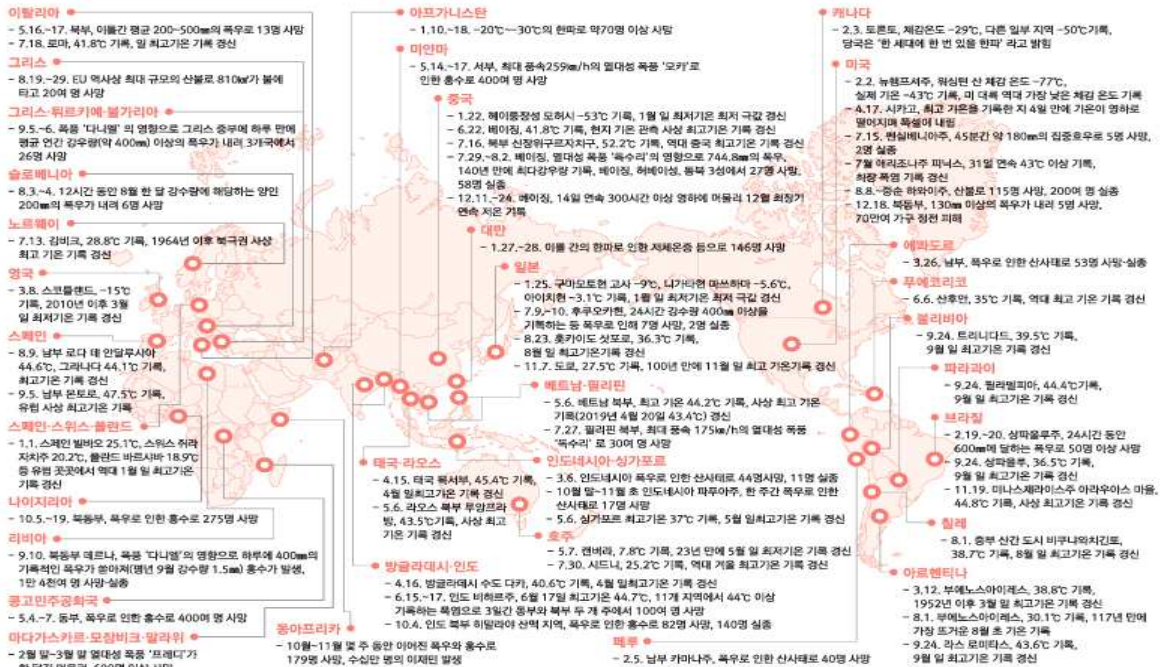 이탈리아
- 5.16.~17. 북부, 이틀간 평균 200~500㎜의 폭우로 13명 사망
- 7.18. 로마, 41.8℃ 기록, 일 최고기온 기록 경신
그리스
- 8.19.~29. EU 역사상 최대 규모의 산불로 810㎢가 불에
타고 20여 명 사망
그리스·튀르키예·불가리아
- 9.5.~6. 폭풍 '다니엘'의 영향으로 그리스 중부에 하루 만에
평균 연간 강우량(약 400㎜) 이상의 폭우가 내려 3개국에서
26명 사망
슬로베니아
- 8.3.~4. 12시간 동안 8월 한 달 강수량에 해당하는 양인
200㎜의 폭우가 내려 6명 사망
노르웨이
- 7.13. 감비크, 28.8℃ 기록, 1964년 이후 북극권 사상
최고 기온 기록 경신
영국
- 3.8. 스코틀랜드, -15℃
기록, 2010년 이후 3월
일 최저기온 기록 경신
스페인
- 8.9. 남부 로다 데 안달루시아
44.6℃, 그라나다 44.1℃ 기록,
최고기온 기록 경신
- 9.5. 남부 몬토로, 47.5℃ 기록,
유럽 사상 최고기온 기록
스페인·스위스·폴란드
- 1.1. 스페인 빌바오 25.1℃, 스위스 쥐라
자치주 20.2℃, 폴란드 바르샤바 18.9℃
등 유럽 곳곳에서 역대 1월 일 최고기온
기록 경신
나이지리아
- 10.5.~19. 북동부, 폭우로 인한 홍수로 275명 사망
리비아
- 9.10. 북동부 데르나, 폭풍 '다니엘'의 영향으로 하루에 400㎜의
기록적인 폭우가 쏟아져(평년 9월 강수량 1.5㎜) 홍수가 발생,
1만 4천여 명 사망·실종
콩고민주공화국
- 5.4.~7. 동부, 폭우로 인한 홍수로 400여 명 사망
마다가스카르·모잠비크·말라위
- 2월 말~3월 말 열대성 폭풍 '프레디'가
아프가니스탄
- 1.10.~18. -20℃~-30℃의 한파로 약70명 이상 사망
미얀마
- 5.14.~17. 서부, 최대 풍속259㎞/h의 열대성 폭풍 '모카'로
인한 홍수로 400여 명 사망
중국
- 1.22. 헤이룽장성 모허시 -53℃ 기록, 1월 일 최저기온 최저 극값 경신
- 6.22. 베이징, 41.8℃ 기록, 현지 기온 관측 사상 최고기온 기록 경신
- 7.16. 북부 신장위구르자치구, 52.2℃ 기록, 역대 중국 최고기온 기록 경신
- 7.29.~8.2. 베이징, 열대성 폭풍 '독수리'의 영향으로 744.8㎜의 폭우,
140년 만에 최다강우량 기록, 베이징, 허베이성, 동북 3성에서 27명 사망,
58명 실종
- 12.11.~24. 베이징, 14일 연속 300시간 이상 영하에 머물러 12월 최장기
연속 저온 기록
대만
- 1.27.~28. 이틀 간의 한파로 인한 저체온증 등으로 146명 사망
일본
- 1.25. 구마모토현 고사 -9℃, 니가타현 마쓰하마 -5.6℃,
아이치현 -3.1℃ 기록, 1월 일 최저기온 최저 극값 경신
- 7.9.~10. 후쿠오카현, 24시간 강수량 400㎜ 이상을
기록하는 등 폭우로 인해 7명 사망, 2명 실종
- 8.23. 홋카이도 삿포로, 36.3℃ 기록,
8월 일 최고기온 기록 경신
- 11.7. 도쿄, 27.5℃ 기록, 100년 만에 11월 일 최고 기온기록 경신
베트남·필리핀
- 5.6. 베트남 북부, 최고 기온 44.2℃ 기록, 사상 최고 기온
기록(2019년 4월 20일 43.4℃) 경신
- 7.27. 필리핀 북부, 최대 풍속 175㎞/h의 열대성 폭풍
'독수리'로 30여 명 사망
태국·라오스
- 4.15. 태국 북서부, 45.4℃ 기록,
4월 일최고기온 기록 경신
- 5.6. 라오스 북부 루앙프라
방, 43.5℃기록, 사상 최고
기온 기록 경신
인도네시아·싱가포르
- 3.6. 인도네시아 폭우로 인한 산사태로 44명사망, 11명 실종
- 10월 말~11월 초 인도네시아 파푸아주, 한 주간 폭우로 인한
산사태로 17명 사망
- 5.6. 싱가포르 최고기온 37℃ 기록, 5월 일최고기온 기록 경신
호주
- 5.7. 캔버라, 7.8℃ 기록, 23년 만에 5월 일 최저기온 기록 경신
- 7.30. 시드니, 25.2℃ 기록, 역대 겨울 최고기온 기록 경신
방글라데시·인도
- 4.16. 방글라데시 수도 다카, 40.6℃ 기록, 4월 일최고기온 기록 경신
- 6.15.~17. 인도 비하르주, 6월 17일 최고기온 44.7℃, 11개 지역에서 44℃ 이상
기록하는 폭염으로 3일간 동부와 북부 두 개 주에서 100여 명 사망
- 10.4. 인도 북부 히말라야 산맥 지역, 폭우로 인한 홍수로 82명 사망, 140명 실종
동아프리카
- 10월~11월 몇 주 동안 이어진 폭우와 홍수로
179명 사망, 수십만 명의 이재민 발생
페루
- 2.5. 남부 카마나주, 폭우로 인한 산사태로 40명 사망
캐나다
- 2.3. 토론토, 체감온도 -29℃, 다른 일부 지역 -50℃기록,
당국은 '한 세대에 한 번 있을 한파' 라고 밝힘
미국
- 2.2. 뉴햄프셔주, 워싱턴 산 체감 온도 -77℃,
실제 기온 -43℃ 기록, 미 대륙 역대 가장 낮은 체감 온도 기록
- 4.17. 시카고, 최고 기온을 기록한 지 4일 만에 기온이 영하로
떨어지며 폭설에 내림
- 7.15. 펜실베니아주, 45분간 약 180㎜의 집중호우로 5명 사망,
2명 실종
- 7월 애리조나주 피닉스, 31일 연속 43℃ 이상 기록,
최장 폭염 기록 경신
- 8.8.~중순 하와이주, 산불로 115명 사망, 200여 명 실종
- 12.18. 북동부, 130㎜ 이상의 폭우가 내려 5명 사망,
70만여 가구 정전 피해
에콰도르
- 3.26. 남부, 폭우로 인한 산사태로 53명 사망·실종
푸에르토리코
- 6.6. 산후안, 35℃ 기록, 역대 최고 기온 기록 경신
볼리비아
- 9.24. 트리니다드, 39.5℃ 기록,
9월 일 최고기온 기록 경신
파라과이
- 9.24. 필라델피아, 44.4℃기록,
9월 일 최고기온 기록 경신
브라질
- 2.19.~20. 상파울루주, 24시간 동안
600㎜에 달하는 폭우로 50명 이상 사망
- 9.24. 상파울루, 36.5℃ 기록,
9월 일 최고기온 기록 경신
- 11.19. 미나스제라이스주 아라우아스 마을,
44.8℃ 기록, 사상 최고기온 기록 경신
칠레
- 8.1. 중부 산간 도시 비쿠냐와치긴토,
38.7℃ 기록, 8월 일 최고기온 기록 경신
아르헨티나
- 3.12. 부에노스아이레스, 38.8℃ 기록,
1952년 이후 3월 일 최고기온 기록 경신
- 8.1. 부에노스아이레스, 30.1℃ 기록, 117년 만에
가장 뜨거운 8월 초 기온 기록
- 9.24. 라스 로미타스, 43.6℃ 기록,
9월 일 최고기온 기록 경신